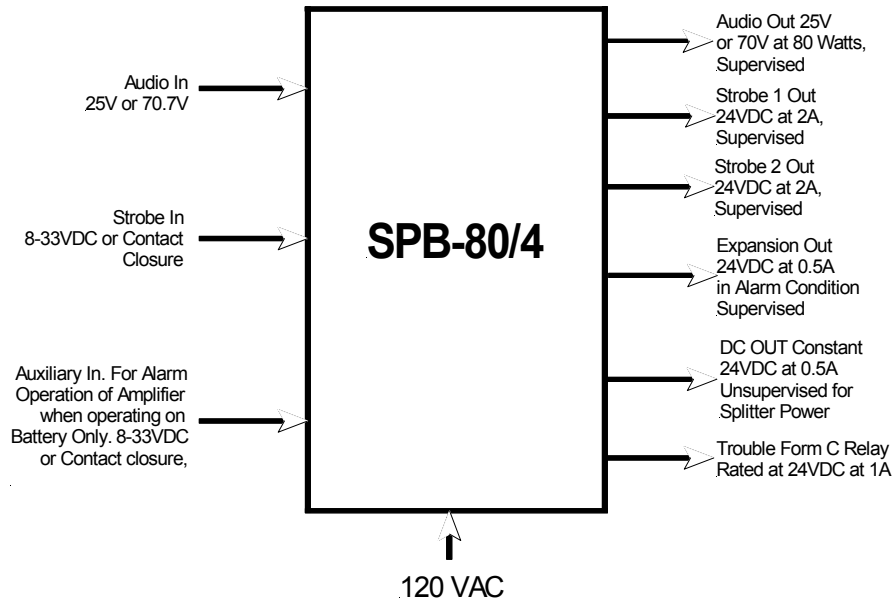 Audio In
25V or 70.7V
Strobe In
8-33VDC or Contact
Closure
Auxiliary In. For Alarm
Operation of Amplifier
when operating on
Battery Only. 8-33VDC
or Contact closure,
SPB-80/4
Audio Out 25V
or 70V at 80 Watts,
Supervised
Strobe 1 Out
24VDC at 2A,
Supervised
Strobe 2 Out
24VDC at 2A,
Supervised
Expansion Out
24VDC at 0.5A
in Alarm Condition
Supervised
DC OUT Constant
24VDC at 0.5A
Unsupervised for
Splitter Power
Trouble Form C Relay
Rated at 24VDC at 1A
120 VAC